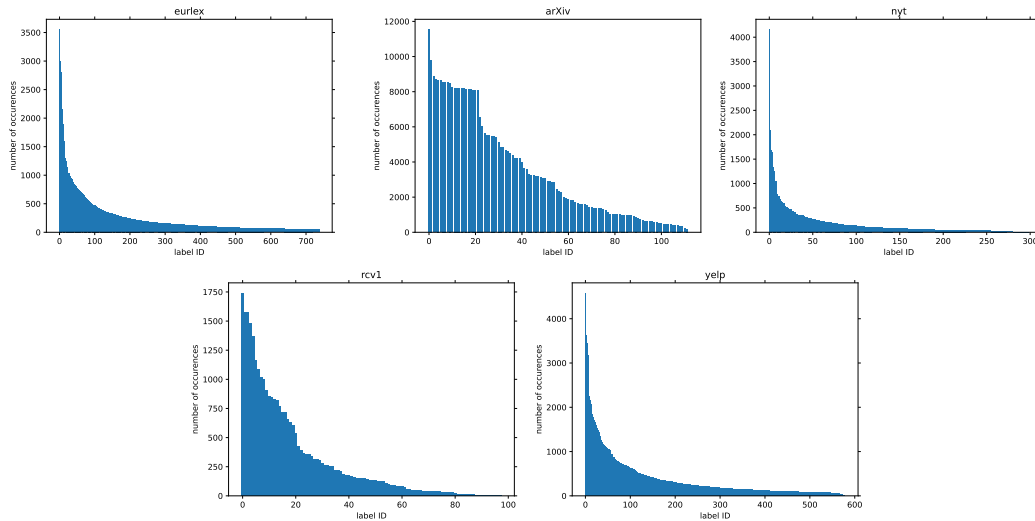 eurlex
3500
3000
2500
2000
1500
1000
500
0
number of occurences
0 100 200 300 400 500 600 700
label ID
arXiv
12000
10000
8000
6000
4000
2000
0
number of occurences
0 20 40 60 80 100
label ID
nyt
4000
3500
3000
2500
2000
1500
1000
500
0
number of occurences
0 50 100 150 200 250 300
label ID
rcv1
1750
1500
1250
1000
750
500
250
0
number of occurences
0 20 40 60 80 100
label ID
yelp
4000
3000
2000
1000
0
number of occurences
0 100 200 300 400 500 600
label ID